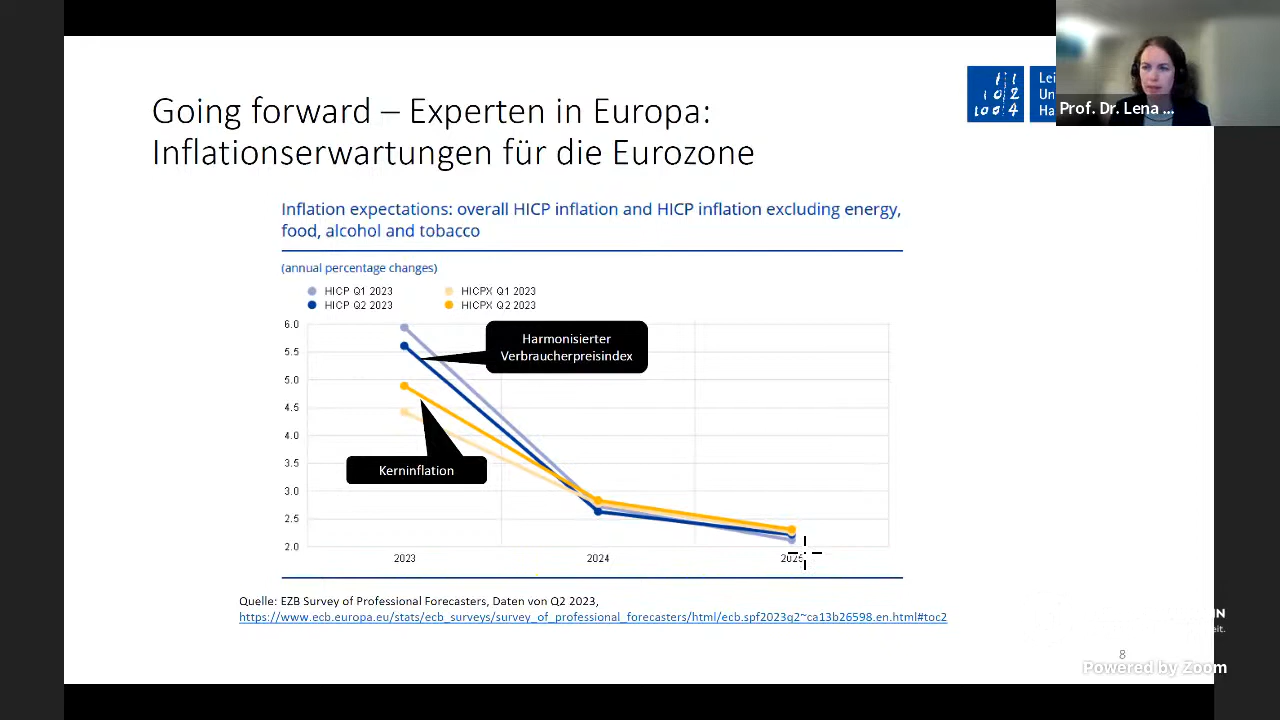 Going forward – Experten in Europa:
Inflationserwartungen für die Eurozone
Prof. Dr. Lena ...
Inflation expectations: overall HICP inflation and HICP inflation excluding energy,
food, alcohol and tobacco
(annual percentage changes)
HICP Q1 2023
HICPX Q1 2023
HICP Q2 2023
HICPX Q2 2023
6.0
5.5
5.0
4.5
4.0
3.5
3.0
2.5
2.0
Harmonisierter
Verbraucherpreisindex
Kerninflation
2023
2024
Quelle: EZB Survey of Professional Forecasters, Daten von Q2 2023,
https://www.ecb.europa.eu/stats/ecb_surveys/survey_of_professional_forecasters/html/ecb.spf2023q2~ca13b26598.en.html#toc2
8
Powered by Zoom